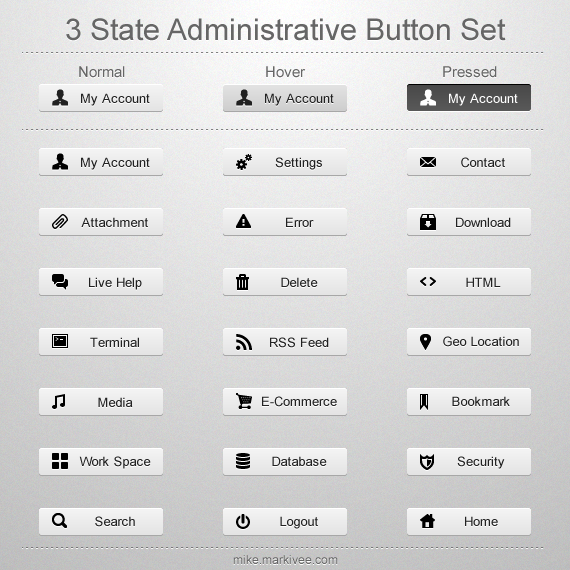 3 State Administrative Button Set
Normal Hover Pressed
My Account My Account My Account
My Account Settings Contact
Attachment Error Download
Live Help Delete HTML
Terminal RSS Feed Geo Location
Media E-Commerce Bookmark
Work Space Database Security
Search Logout Home
mike.markivee.com